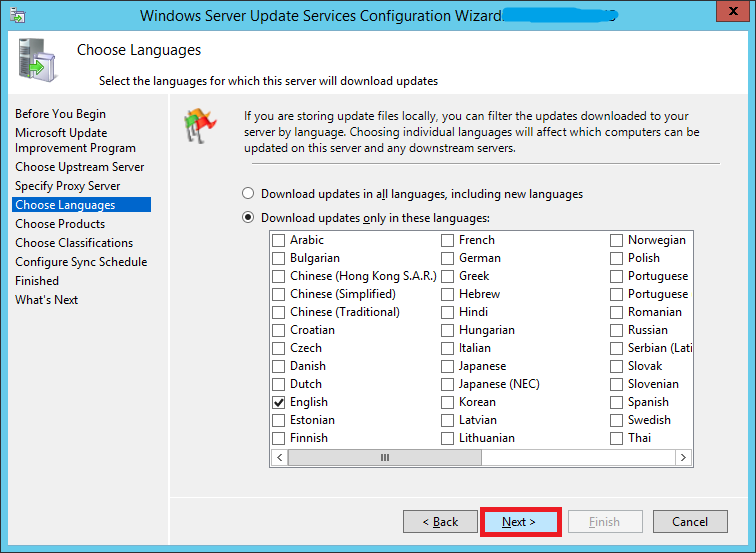 Windows Server Update Services Configuration Wizard
Choose Languages
Select the languages for which this server will download updates
Before You Begin
Microsoft Update
Improvement Program
Choose Upstream Server
Specify Proxy Server
Choose Languages
Choose Products
Choose Classifications
Configure Sync Schedule
Finished
What's Next
If you are storing update files locally, you can filter the updates downloaded to your
server by language. Choosing individual languages will affect which computers can be
updated on this server and any downstream servers.
Download updates in all languages, including new languages
Download updates only in these languages:
Arabic
Bulgarian
Chinese (Hong Kong S.A.R.)
Chinese (Simplified)
Chinese (Traditional)
Croatian
Czech
Danish
Dutch
English
Estonian
Finnish
French
German
Greek
Hebrew
Hindi
Hungarian
Italian
Japanese
Japanese (NEC)
Korean
Latvian
Lithuanian
Norwegian
Polish
Portuguese
Portuguese
Romanian
Russian
Serbian (Lati
Slovak
Slovenian
Spanish
Swedish
Thai
< Back
Next >
Finish
Cancel